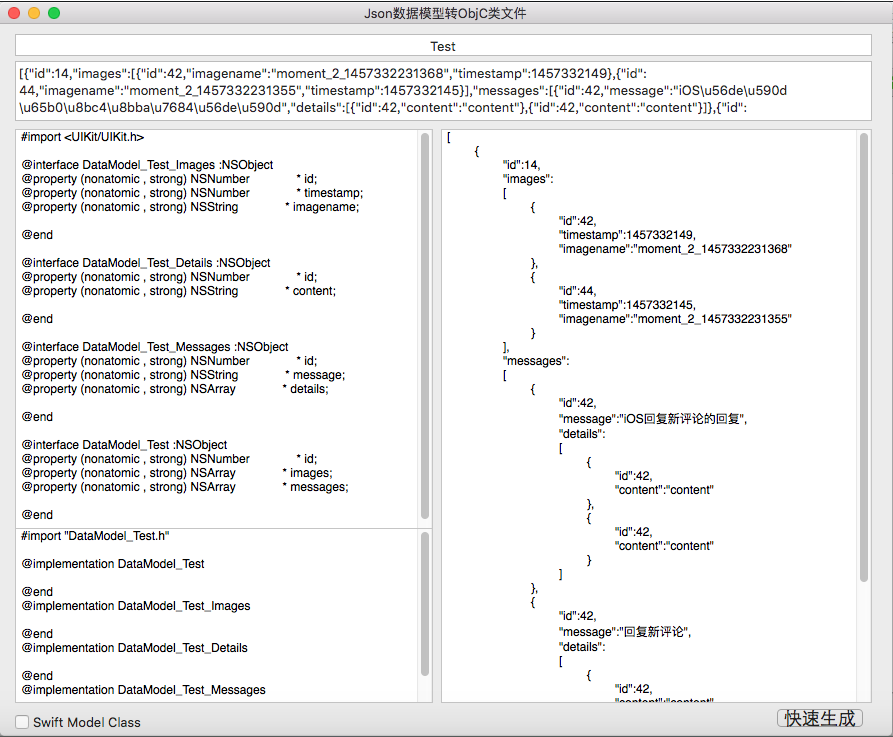 Json数据模型转ObjC类文件
Test
[{"id":14,"images":[{"id":42,"imagename":"moment_2_1457332231368","timestamp":1457332149},{"id":
44,"imagename":"moment_2_1457332231355","timestamp":1457332145}],"messages":[{"id":42,"message":"iOS\u56de\u590d
\u65b0\u8bc4\u8bba\u7684\u56de\u590d","details":[{"id":42,"content":"content"},{"id":42,"content":"content"}]},{"id":
#import <UIKit/UIKit.h>
@interface DataModel_Test_Images :NSObject
@property (nonatomic , strong) NSNumber * id;
@property (nonatomic , strong) NSNumber * timestamp;
@property (nonatomic , strong) NSString * imagename;
@end
@interface DataModel_Test_Details :NSObject
@property (nonatomic , strong) NSNumber * id;
@property (nonatomic , strong) NSString * content;
@end
@interface DataModel_Test_Messages :NSObject
@property (nonatomic , strong) NSNumber * id;
@property (nonatomic , strong) NSString * message;
@property (nonatomic , strong) NSArray * details;
@end
@interface DataModel_Test :NSObject
@property (nonatomic , strong) NSNumber * id;
@property (nonatomic , strong) NSArray * images;
@property (nonatomic , strong) NSArray * messages;
@end
#import "DataModel_Test.h"
@implementation DataModel_Test
@end
@implementation DataModel_Test_Images
@end
@implementation DataModel_Test_Details
@end
@implementation DataModel_Test_Messages
[
{
"id":14,
"images":
[
{
"id":42,
"timestamp":1457332149,
"imagename":"moment_2_1457332231368"
},
{
"id":44,
"timestamp":1457332145,
"imagename":"moment_2_1457332231355"
}
],
"messages":
[
{
"id":42,
"message":"iOS回复新评论的回复",
"details":
[
{
"id":42,
"content":"content"
},
{
"id":42,
"content":"content"
}
]
},
{
"id":42,
"message":"回复新评论",
"details":
[
{
"id":42,
"content":"content"
Swift Model Class
快速生成